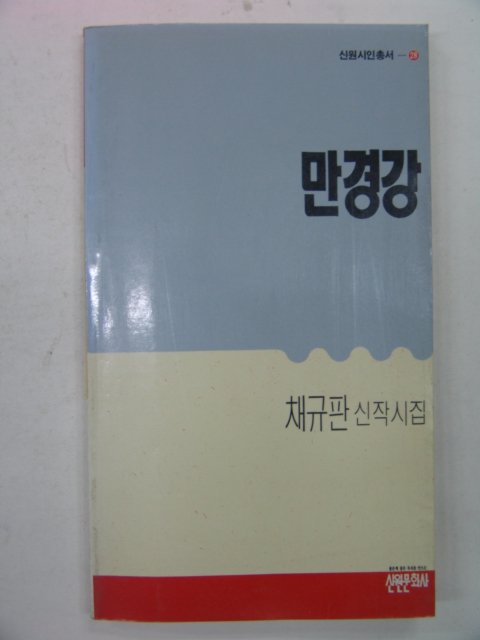 신원시인총서 — 28
만경강
채규판 신작시집
신원문화사